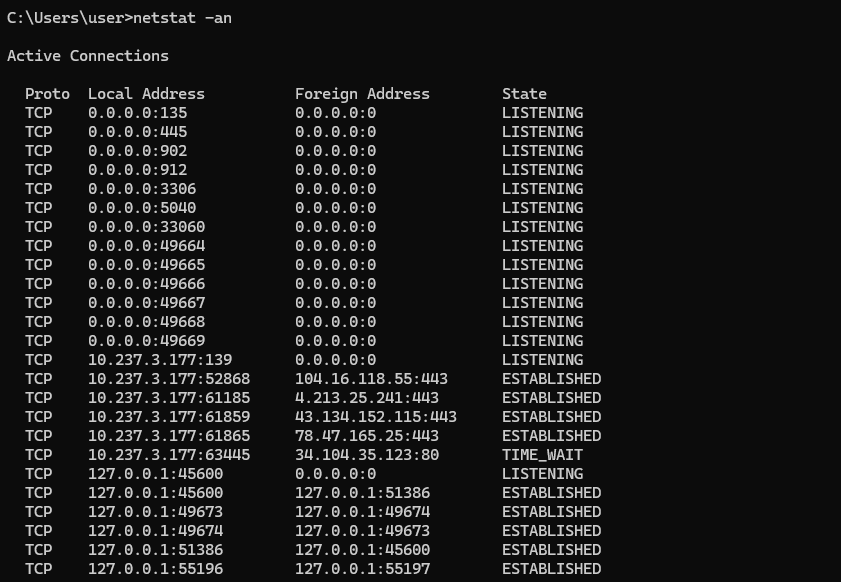 C:\Users\user>netstat -an
Active Connections
Proto Local Address Foreign Address State
TCP 0.0.0.0:135 0.0.0.0:0 LISTENING
TCP 0.0.0.0:445 0.0.0.0:0 LISTENING
TCP 0.0.0.0:902 0.0.0.0:0 LISTENING
TCP 0.0.0.0:912 0.0.0.0:0 LISTENING
TCP 0.0.0.0:3306 0.0.0.0:0 LISTENING
TCP 0.0.0.0:5040 0.0.0.0:0 LISTENING
TCP 0.0.0.0:33060 0.0.0.0:0 LISTENING
TCP 0.0.0.0:49664 0.0.0.0:0 LISTENING
TCP 0.0.0.0:49665 0.0.0.0:0 LISTENING
TCP 0.0.0.0:49666 0.0.0.0:0 LISTENING
TCP 0.0.0.0:49667 0.0.0.0:0 LISTENING
TCP 0.0.0.0:49668 0.0.0.0:0 LISTENING
TCP 0.0.0.0:49669 0.0.0.0:0 LISTENING
TCP 10.237.3.177:139 0.0.0.0:0 LISTENING
TCP 10.237.3.177:52868 104.16.118.55:443 ESTABLISHED
TCP 10.237.3.177:61185 4.213.25.241:443 ESTABLISHED
TCP 10.237.3.177:61859 43.134.152.115:443 ESTABLISHED
TCP 10.237.3.177:61865 78.47.165.25:443 ESTABLISHED
TCP 10.237.3.177:63445 34.104.35.123:80 TIME_WAIT
TCP 127.0.0.1:45600 0.0.0.0:0 LISTENING
TCP 127.0.0.1:45600 127.0.0.1:51386 ESTABLISHED
TCP 127.0.0.1:49673 127.0.0.1:49674 ESTABLISHED
TCP 127.0.0.1:49674 127.0.0.1:49673 ESTABLISHED
TCP 127.0.0.1:51386 127.0.0.1:45600 ESTABLISHED
TCP 127.0.0.1:55196 127.0.0.1:55197 ESTABLISHED